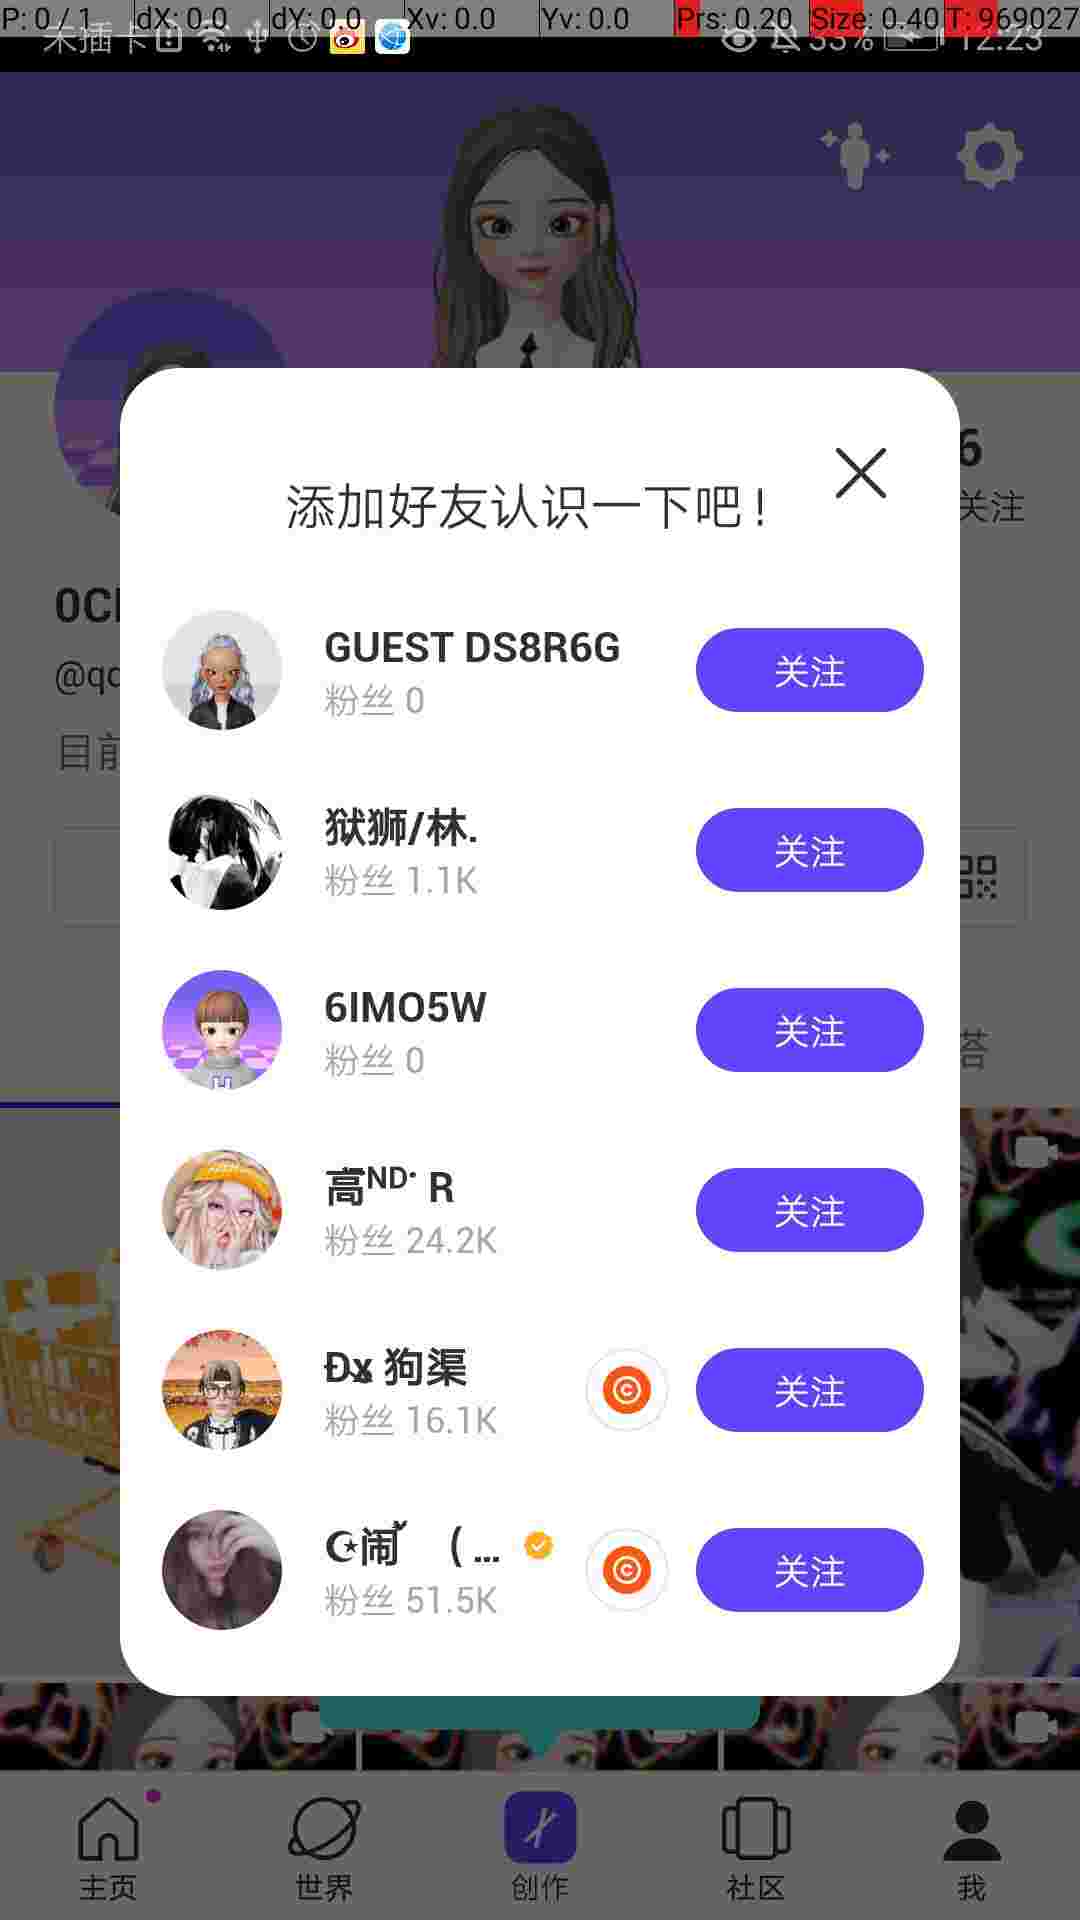 P: 0 / 1 dX: 0.0 dY: 0.0 Xv: 0.0 Yv: 0.0 Prs: 0.20 Size: 0.40 T: 969027
未插卡 33% 12:23
6
关注
添加好友认识一下吧!
0C
@qc
目前
GUEST DS8R6G
粉丝 0
关注
狱狮/林.
粉丝 1.1K
关注
6IMO5W
粉丝 0
关注
答
高ᴺᴰ· R
粉丝 24.2K
关注
Ðҳ 狗渠
粉丝 16.1K
关注
☪闹 ( ...
粉丝 51.5K
关注
主页 世界 创作 社区 我